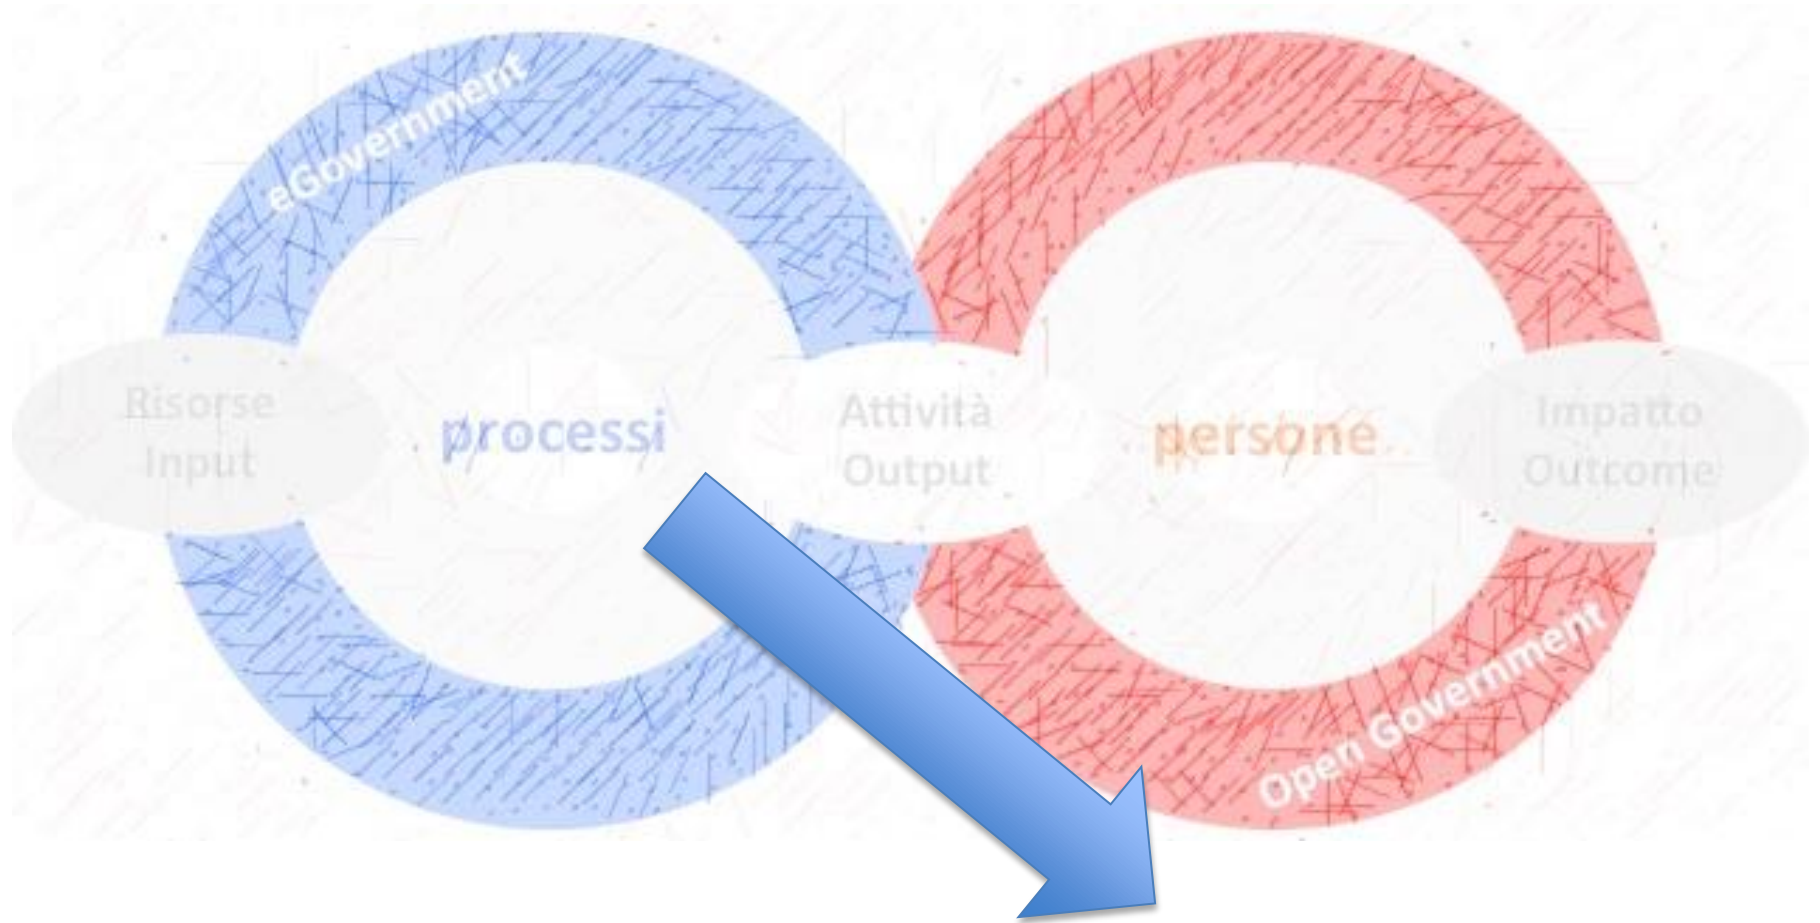 eGovernment
Risorse
Input
processi
Attività
Output
persone
Impatto
Outcome
Open Government